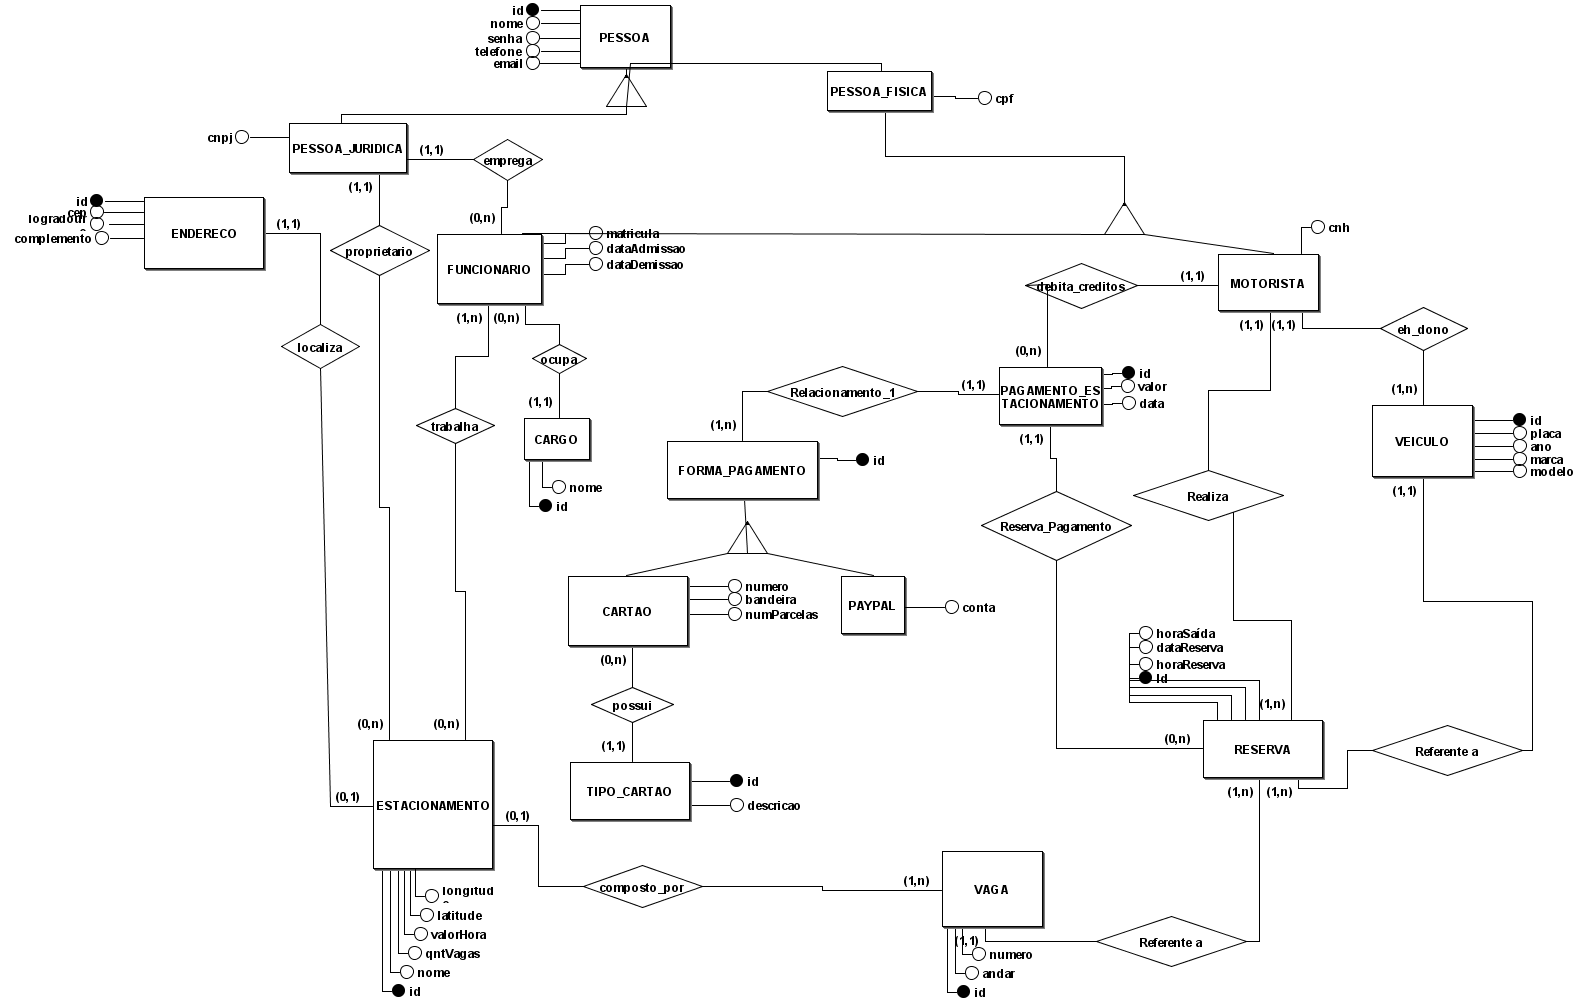 id
nome
senha
telefone
email
PESSOA
PESSOA_FISICA
cpf
cnpj
PESSOA_JURIDICA
(1,1)
emprega
(1,1)
id
cep
complemento
ENDERECO
(1,1)
proprietario
(0,n)
FUNCIONARIO
matricula
dataAdmissao
dataDemissao
cnh
MOTORISTA
(1,1)
debita_creditos
(1,1)
(1,1)
eh_dono
localiza
(1,n)
(0,n)
ocupa
(0,n)
Relacionamento_1
(1,1)
PAGAMENTO_ES
TACIONAMENTO
id
valor
data
(1,n)
(1,1)
CARGO
nome
id
trabalha
(1,n)
FORMA_PAGAMENTO
id
(1,1)
VEICULO
id
placa
ano
marca
modelo
(1,1)
Realiza
Reserva_Pagamento
CARTAO
numero
bandeira
numParcelas
PAYPAL
conta
(0,n)
possui
(1,1)
TIPO_CARTAO
id
descricao
horaSaída
dataReserva
horaReserva
Id
(1,n)
(0,n)
RESERVA
Referente a
(1,n)
(1,n)
(0,n)
(0,n)
(0,1)
ESTACIONAMENTO
(0,1)
composto_por
(1,n)
VAGA
(1,1)
Referente a
numero
andar
id
latitude
valorHora
qntVagas
nome
id